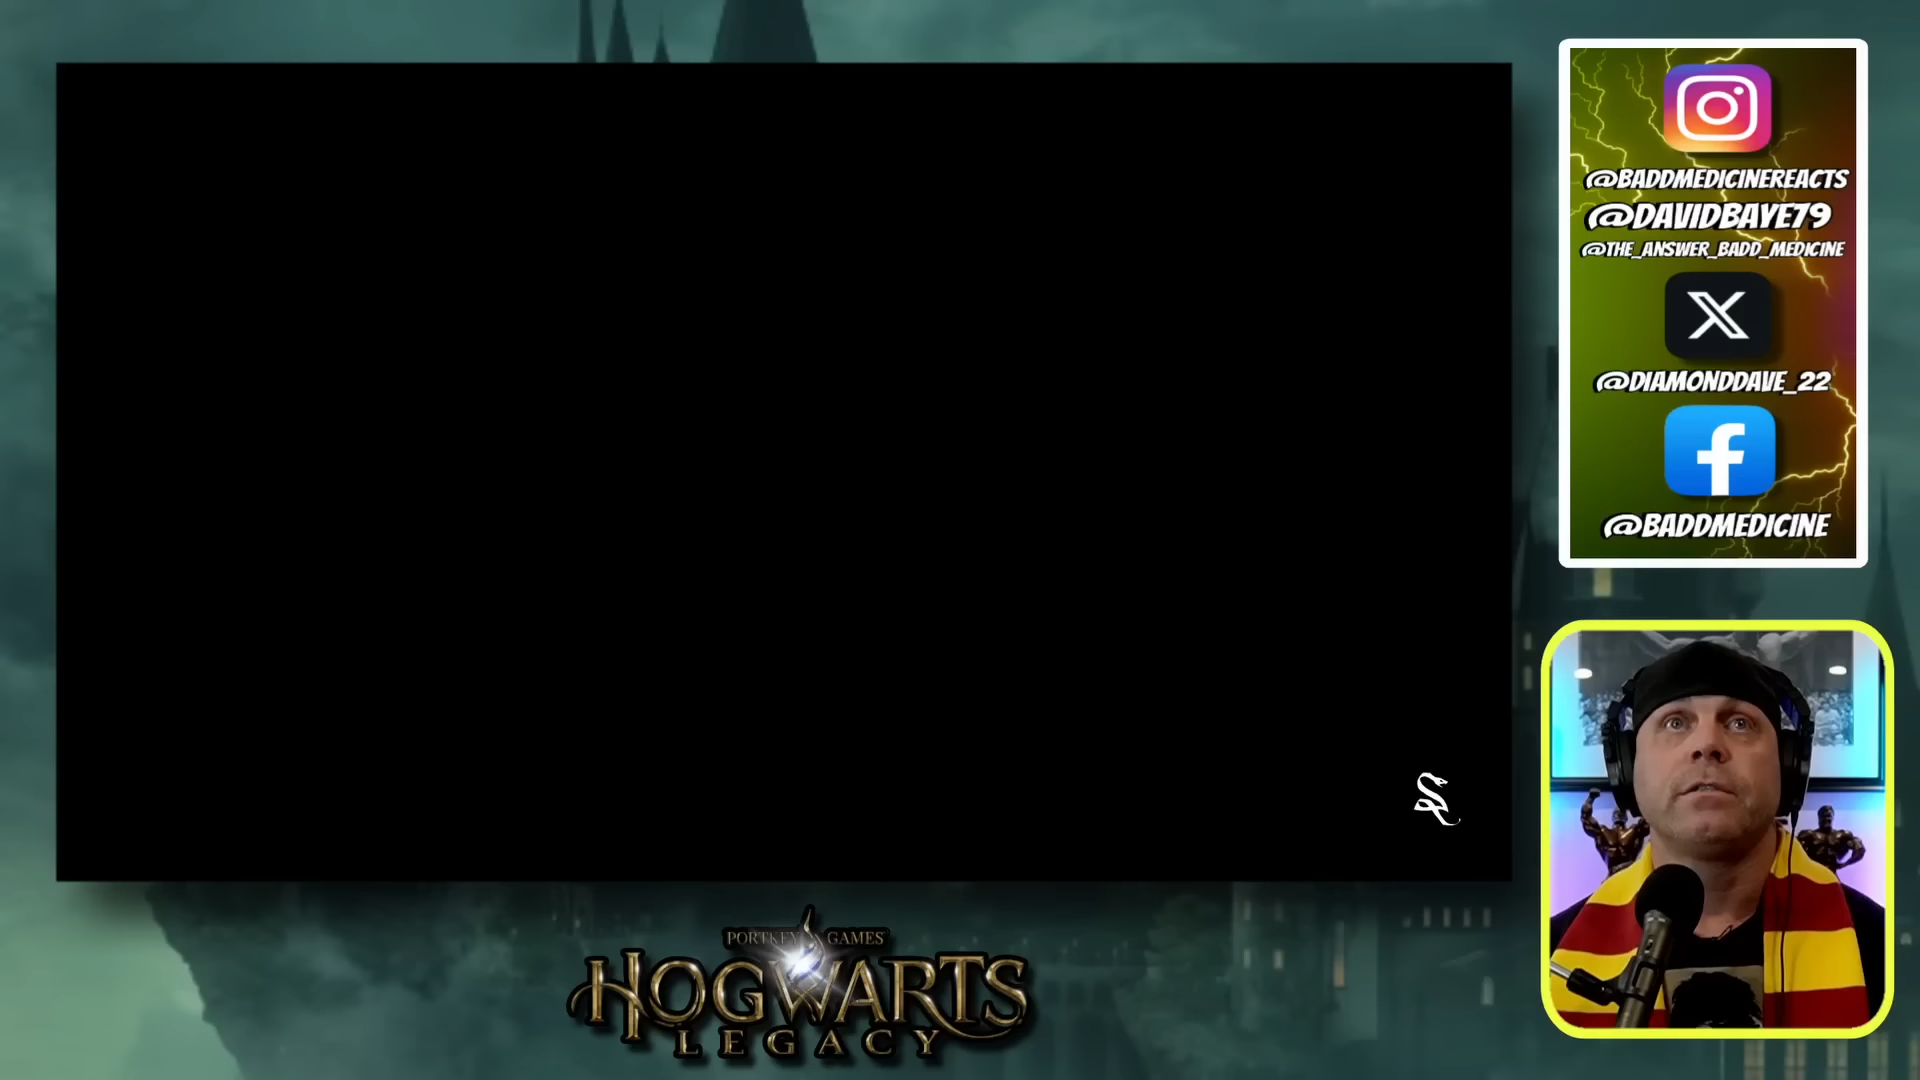 @BADDMEDICINEREACTS
@DAVIDBAYE79
@THE_ANSWER_BADD_MEDICINE
@DIAMONDDAVE_22
@BADDMEDICINE
PORTKEY GAMES
HOGWARTS
LEGACY